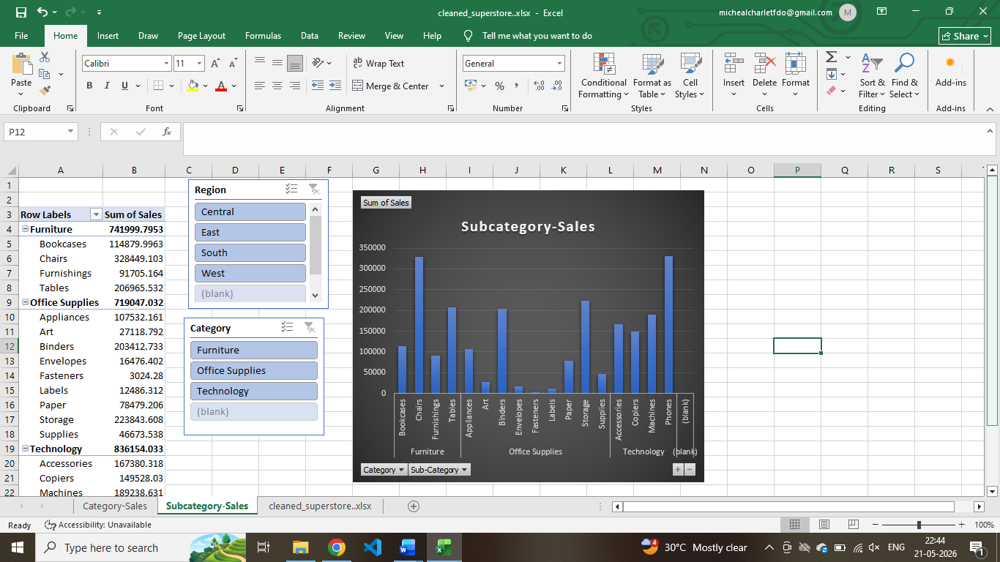 cleaned_superstore..xlsx - Excel
michealcharletfdo@gmail.com M
File Home Insert Draw Page Layout Formulas Data Review View Help Tell me what you want to do Share
Paste
Calibri 11
B I U
Wrap Text
Merge & Center
General
Conditional Formatting
Format as Table
Cell Styles
Insert Delete Format
Sort & Filter
Find & Select
Add-ins
Clipboard Font Alignment Number Styles Cells Editing Add-ins
P12 fx
A B C D E F G H I J K L M N O P Q R S
1
2
3 Row Labels Sum of Sales
4 Furniture 741999.7953
5 Bookcases 114879.9963
6 Chairs 328449.103
7 Furnishings 91705.164
8 Tables 206965.532
9 Office Supplies 719047.032
10 Appliances 107532.161
11 Art 27118.792
12 Binders 203412.733
13 Envelopes 16476.402
14 Fasteners 3024.28
15 Labels 12486.312
16 Paper 78479.206
17 Storage 223843.608
18 Supplies 46673.538
19 Technology 836154.033
20 Accessories 167380.318
21 Copiers 149528.03
22 Machines 189238.631
Region
Central
East
South
West
(blank)
Category
Furniture
Office Supplies
Technology
(blank)
Sum of Sales
Subcategory-Sales
350000
300000
250000
200000
150000
100000
50000
0
Bookcases Chairs Furnishings Tables Appliances Art Binders Envelopes Fasteners Labels Paper Storage Supplies Accessories Copiers Machines Phones (blank)
Furniture Office Supplies Technology (blank)
Category Sub-Category + -
Category-Sales Subcategory-Sales cleaned_superstore..xlsx
Ready Accessibility: Unavailable 100%
Type here to search
4 30°C Mostly clear ENG
22:44
21-05-2026
1